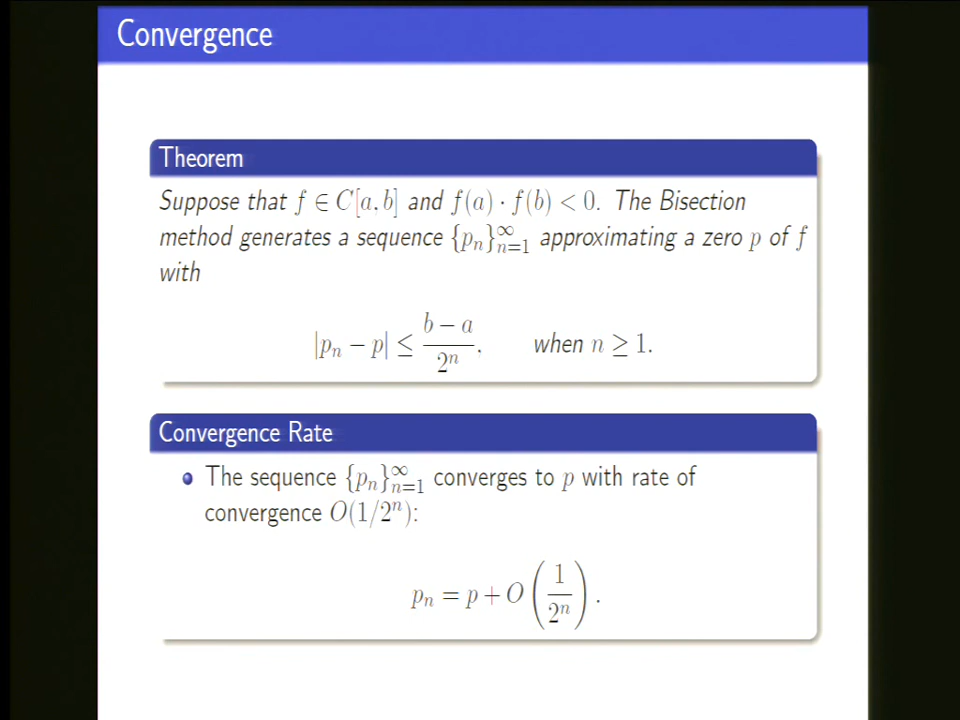 Convergence
Theorem
Suppose that f ∈ C[a, b] and f(a) · f(b) < 0. The Bisection
method generates a sequence {pₙ}∞ₙ₌₁ approximating a zero p of f
with
|pₙ − p| ≤ (b − a)/2ⁿ, when n ≥ 1.
Convergence Rate
The sequence {pₙ}∞ₙ₌₁ converges to p with rate of
convergence O(1/2ⁿ):
pₙ = p + O(1/2ⁿ).